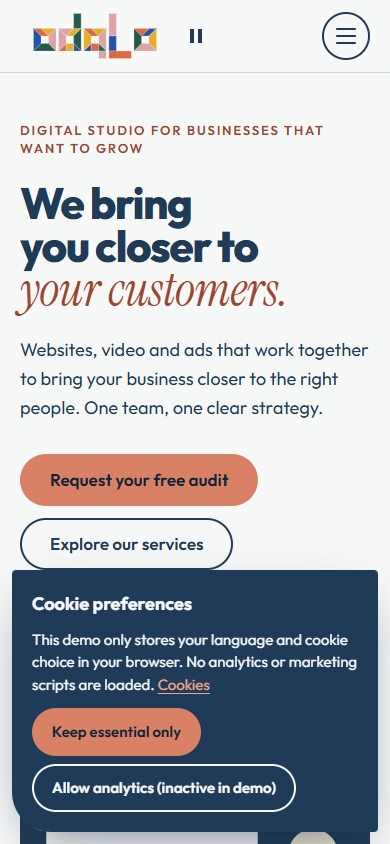 odqLo
DIGITAL STUDIO FOR BUSINESSES THAT
WANT TO GROW
We bring
you closer to
your customers.
Websites, video and ads that work together
to bring your business closer to the right
people. One team, one clear strategy.
Request your free audit
Explore our services
Cookie preferences
This demo only stores your language and cookie
choice in your browser. No analytics or marketing
scripts are loaded. Cookies
Keep essential only
Allow analytics (inactive in demo)